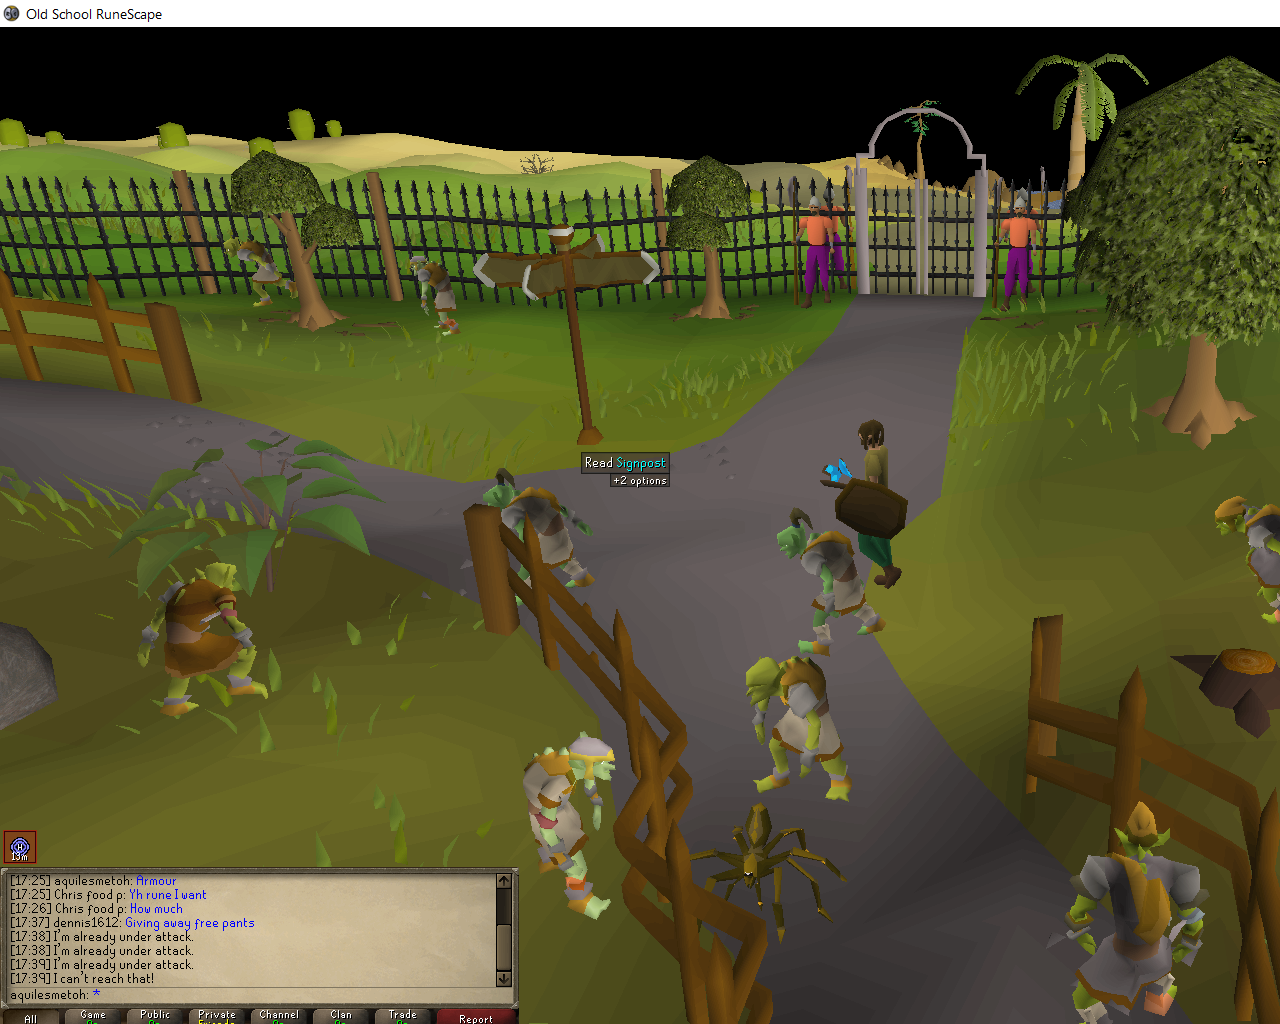 Old School RuneScape
Read Signpost
+2 options
13m
[17:25] aquilesmetoh: Armour
[17:25] Chris food p: Yh rune I want
[17:26] Chris food p: How much
[17:37] dennis1612: Giving away free pants
[17:38] I'm already under attack.
[17:38] I'm already under attack.
[17:39] I'm already under attack.
[17:39] I can't reach that!
aquilesmetoh: *
All Game Public Private Channel Clan Trade Report